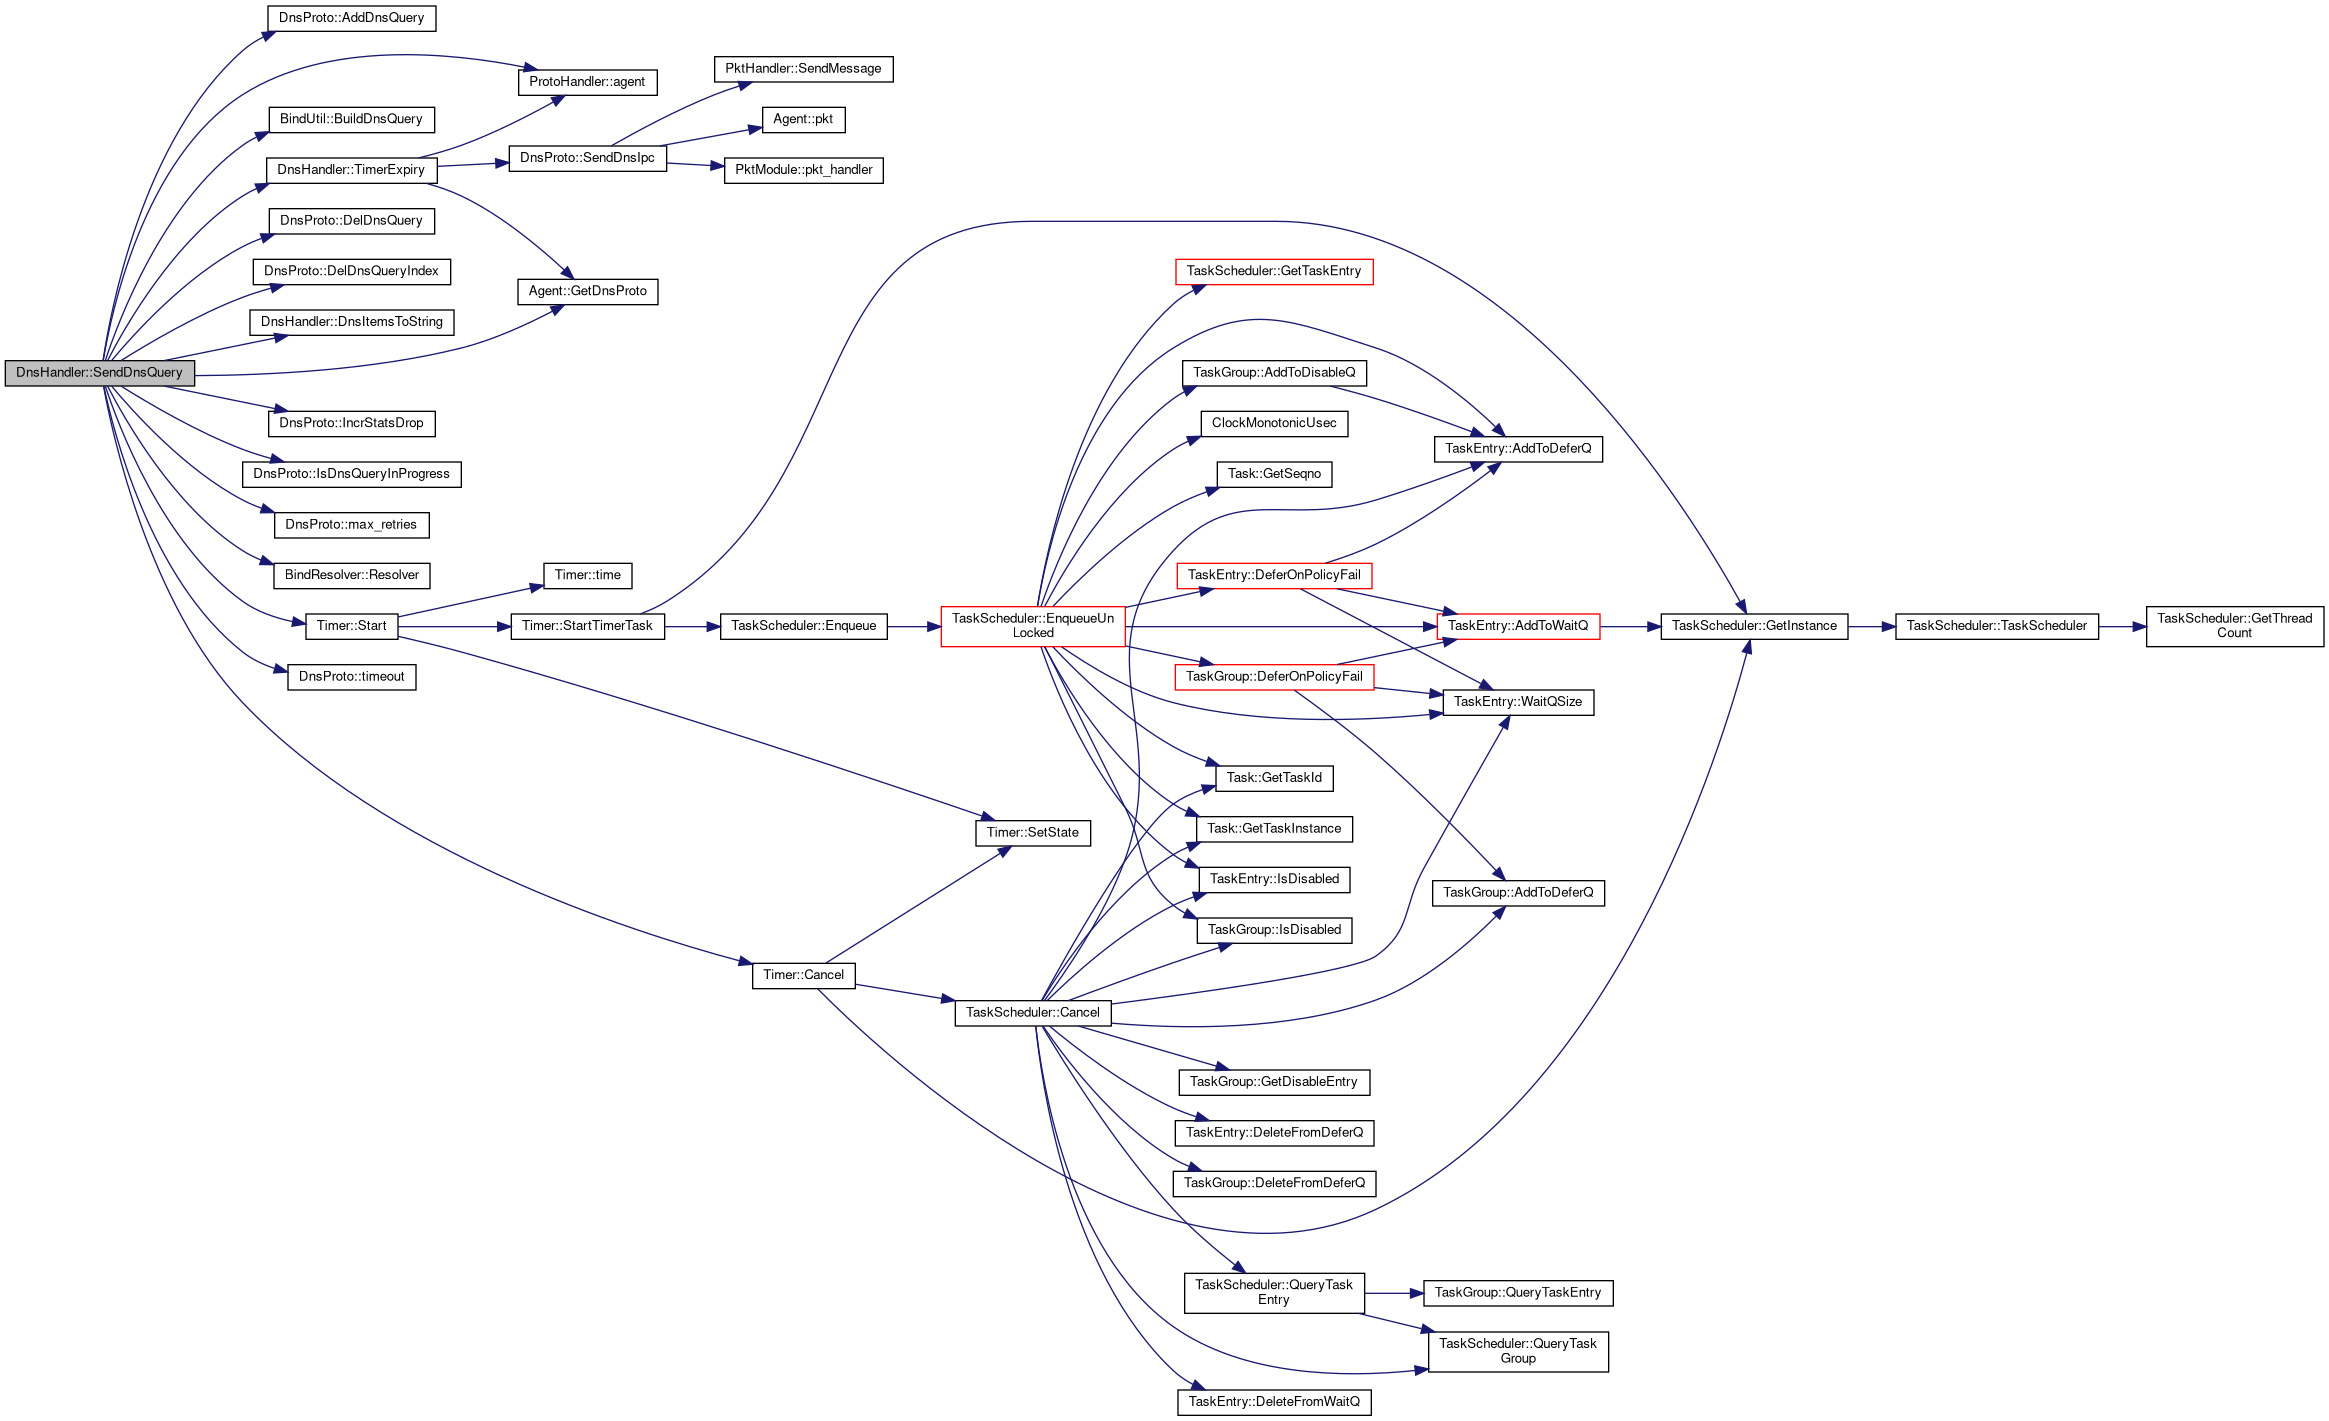 DnsProto::AddDnsQuery
ProtoHandler::agent
PktHandler::SendMessage
BindUtil::BuildDnsQuery
Agent::pkt
DnsHandler::TimerExpiry
DnsProto::SendDnsIpc
PktModule::pkt_handler
DnsProto::DelDnsQuery
DnsProto::DelDnsQueryIndex
Agent::GetDnsProto
DnsHandler::DnsItemsToString
DnsHandler::SendDnsQuery
DnsProto::IncrStatsDrop
DnsProto::IsDnsQueryInProgress
DnsProto::max_retries
BindResolver::Resolver
Timer::Start
DnsProto::timeout
Timer::time
Timer::StartTimerTask
TaskScheduler::Enqueue
TaskScheduler::EnqueueUn
Locked
Timer::SetState
Timer::Cancel
TaskScheduler::Cancel
TaskScheduler::GetTaskEntry
TaskGroup::AddToDisableQ
ClockMonotonicUsec
Task::GetSeqno
TaskEntry::DeferOnPolicyFail
TaskGroup::DeferOnPolicyFail
Task::GetTaskId
Task::GetTaskInstance
TaskEntry::IsDisabled
TaskGroup::IsDisabled
TaskGroup::GetDisableEntry
TaskEntry::DeleteFromDeferQ
TaskGroup::DeleteFromDeferQ
TaskScheduler::QueryTask
Entry
TaskEntry::DeleteFromWaitQ
TaskEntry::AddToDeferQ
TaskEntry::AddToWaitQ
TaskEntry::WaitQSize
TaskGroup::AddToDeferQ
TaskGroup::QueryTaskEntry
TaskScheduler::QueryTask
Group
TaskScheduler::GetInstance
TaskScheduler::TaskScheduler
TaskScheduler::GetThread
Count